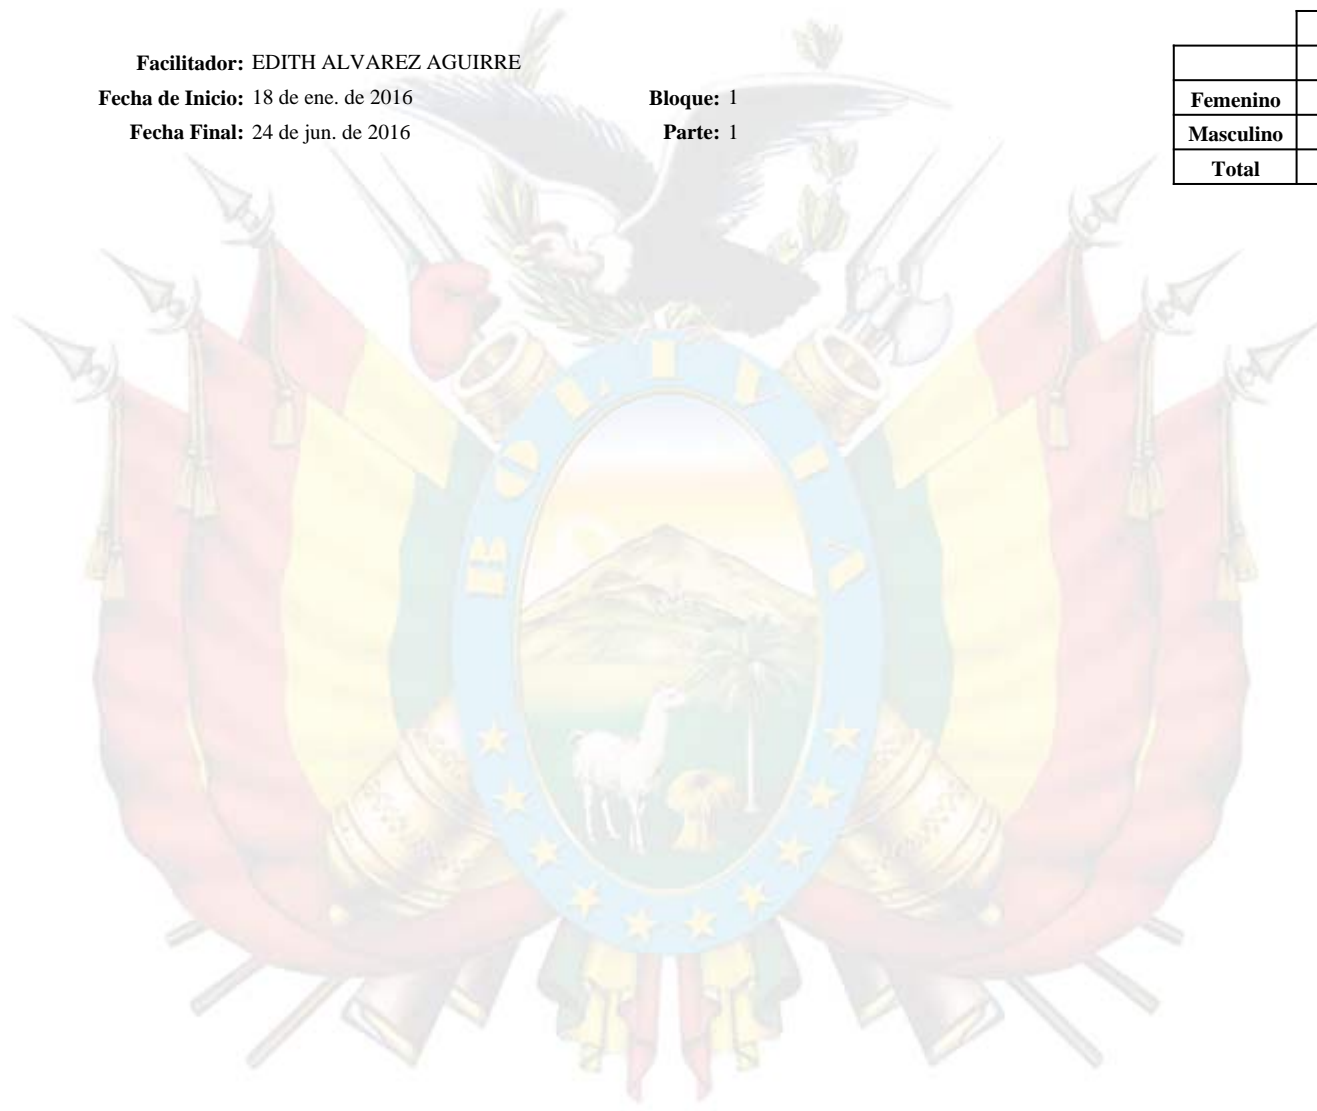 Facilitador: EDITH ALVAREZ AGUIRRE
Fecha de Inicio: 18 de ene. de 2016 Bloque: 1
Fecha Final: 24 de jun. de 2016 Parte: 1
Femenino
Masculino
Total
BOLIVIA